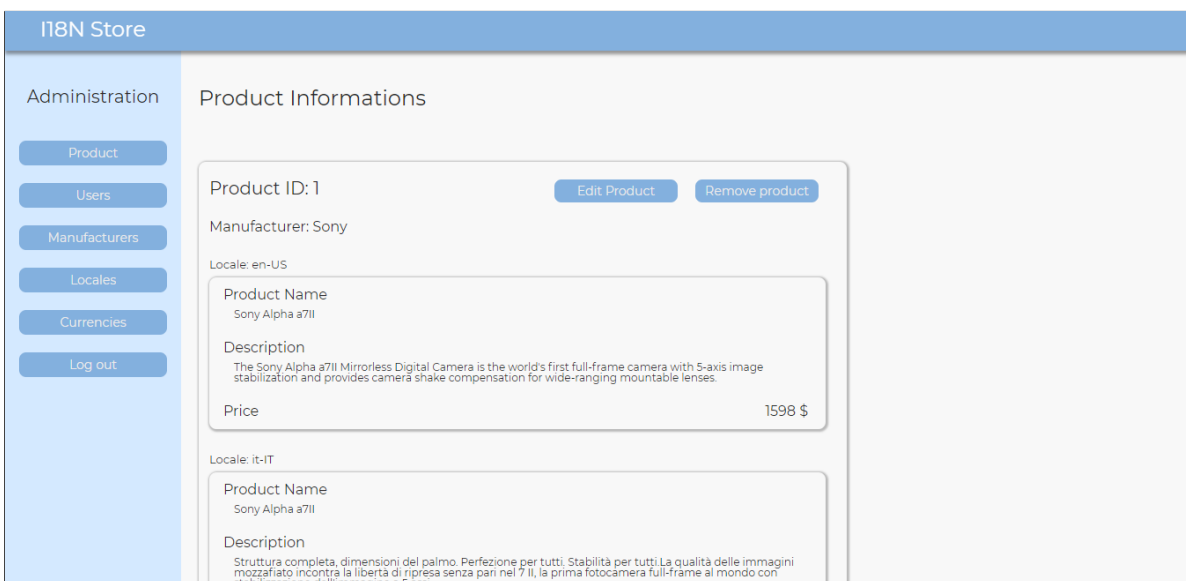 I18N Store
Administration
Product
Users
Manufacturers
Locales
Currencies
Log out
Product Informations
Product ID: 1
Edit Product
Remove product
Manufacturer: Sony
Locale: en-US
Product Name
Sony Alpha a7II
Description
The Sony Alpha a7II Mirrorless Digital Camera is the world's first full-frame camera with 5-axis image
stabilization and provides camera shake compensation for wide-ranging mountable lenses.
Price
1598 $
Locale: it-IT
Product Name
Sony Alpha a7II
Description
Struttura completa, dimensioni del palmo. Perfezione per tutti. Stabilità per tutti.La qualità delle immagini
mozzafiato incontra la libertà di ripresa senza pari nel 7 II, la prima fotocamera full-frame al mondo con